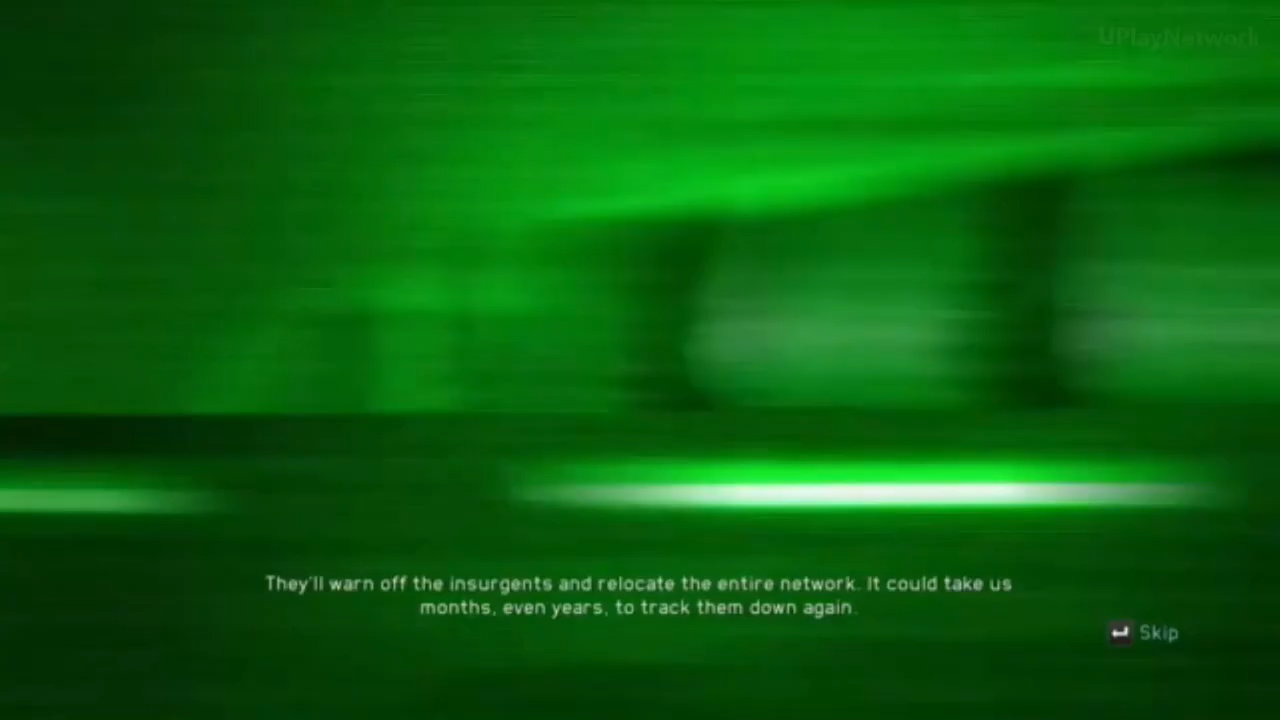 UPlayNetwork
They'll warn off the insurgents and relocate the entire network. It could take us
months, even years, to track them down again.
Skip